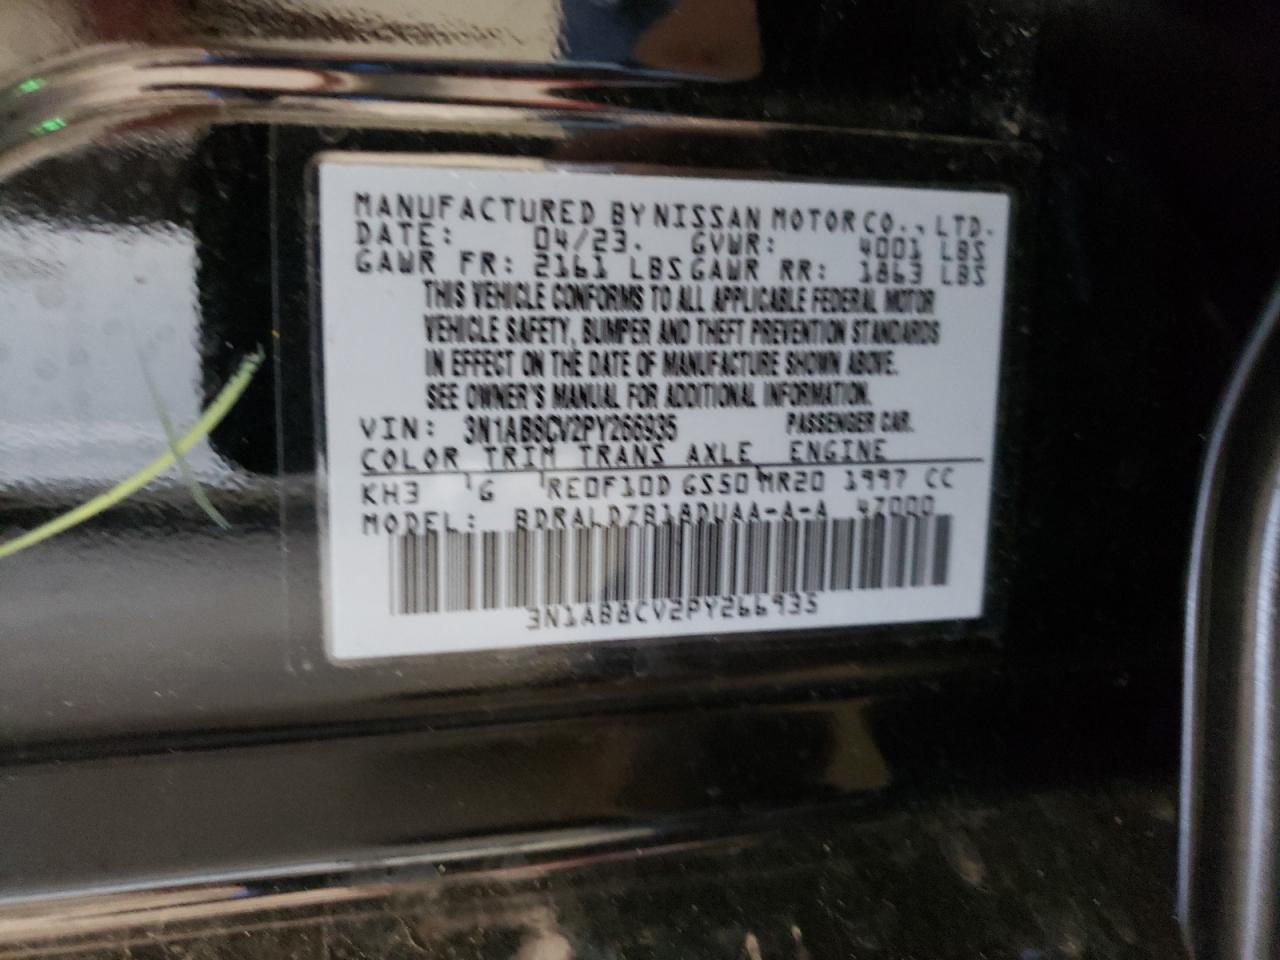 MANUFACTURED BY NISSAN MOTOR CO., LTD.
DATE: 04/23. GVWR: 4001 LBS
GAWR FR: 2161 LBS GAWR RR: 1863 LBS
THIS VEHICLE CONFORMS TO ALL APPLICABLE FEDERAL MOTOR
VEHICLE SAFETY, BUMPER AND THEFT PREVENTION STANDARDS
IN EFFECT ON THE DATE OF MANUFACTURE SHOWN ABOVE.
SEE OWNER'S MANUAL FOR ADDITIONAL INFORMATION.
VIN: 3N1AB8CV2PY266935 PASSENGER CAR.
COLOR TRIM TRANS AXLE ENGINE
KH3 G RE0F10D GS50 MR20 1997 CC
MODEL: 47000
3N1AB8CV2PY266935